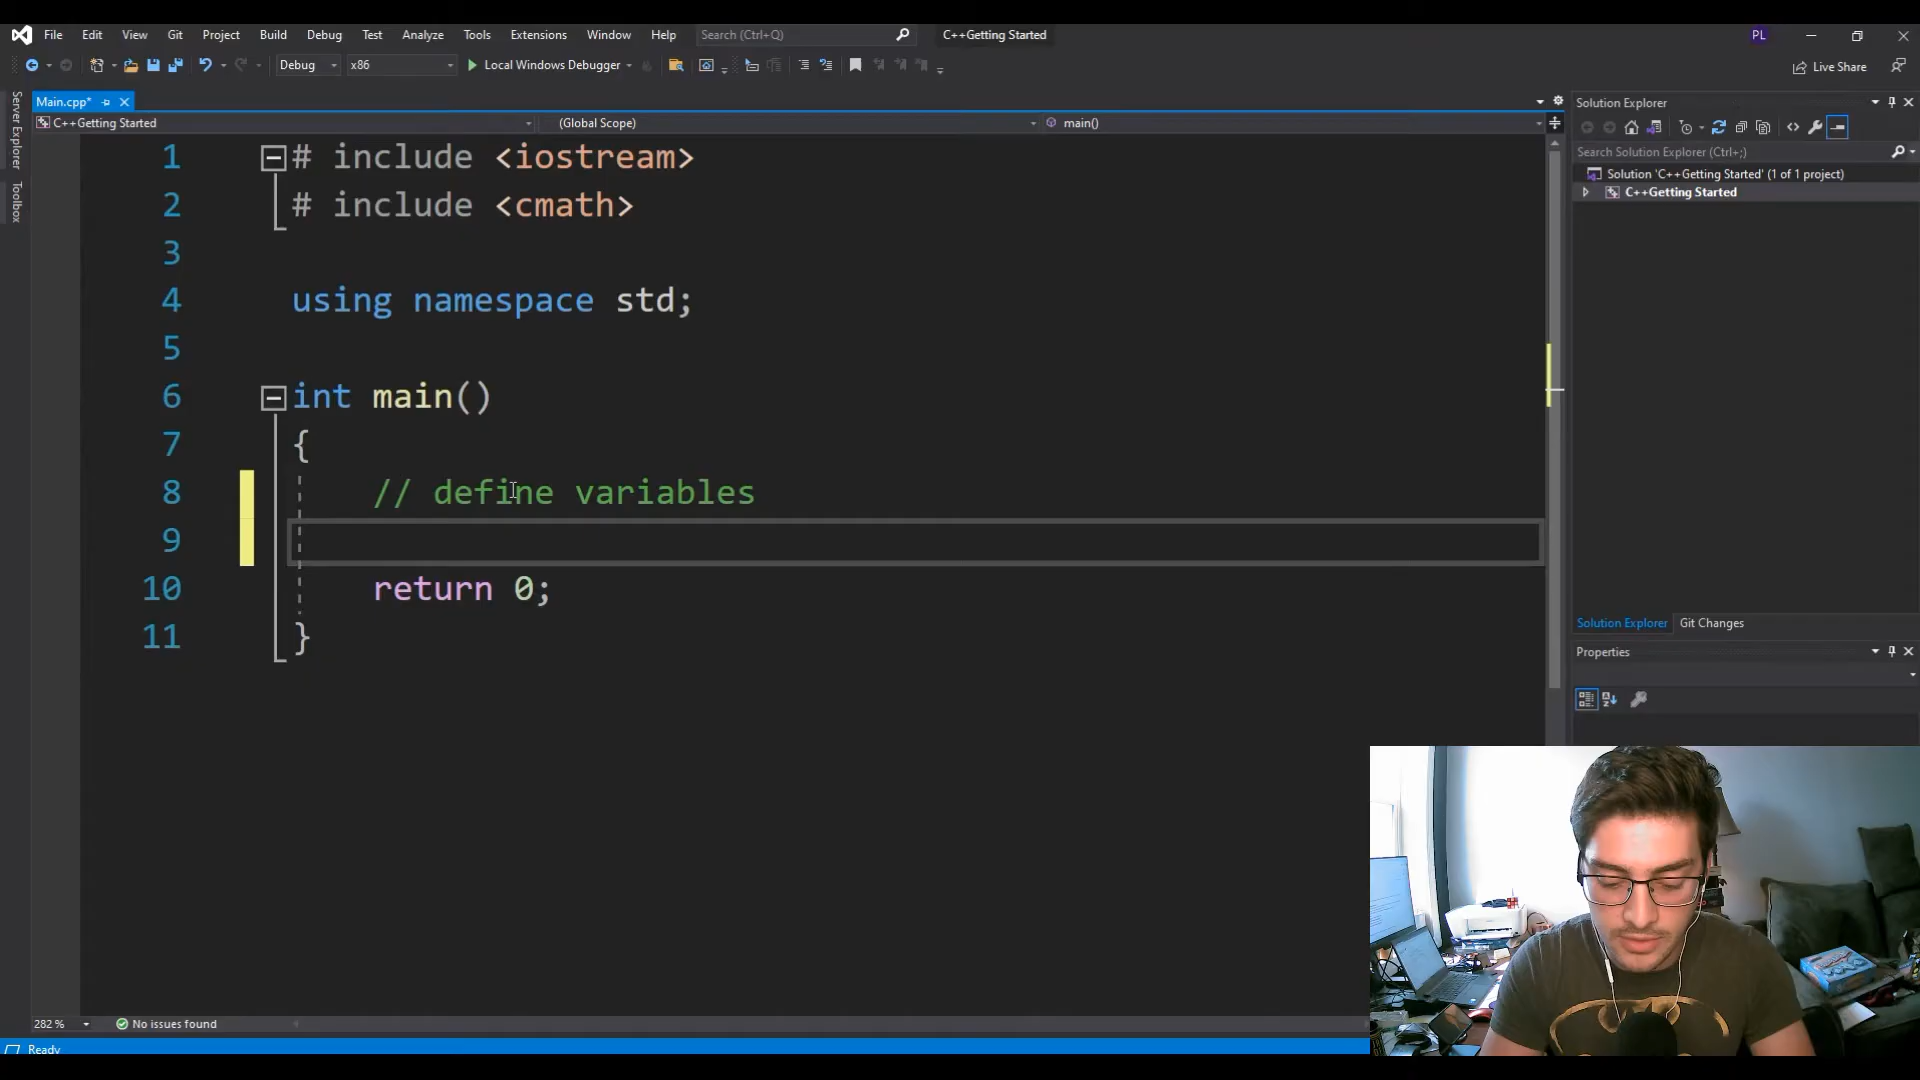 File Edit View Git Project Build Debug Test Analyze Tools Extensions Window Help Search (Ctrl+Q) C++Getting Started PL
Debug x86 Local Windows Debugger Live Share
Server Explorer
Toolbox
Main.cpp*
C++Getting Started (Global Scope) main()
1 # include <iostream>
2 # include <cmath>
3
4 using namespace std;
5
6 int main()
7 {
8 // define variables
9
10 return 0;
11 }
282 % No issues found
Ready
Solution Explorer
Search Solution Explorer (Ctrl+;)
Solution 'C++Getting Started' (1 of 1 project)
C++Getting Started
Solution Explorer Git Changes
Properties